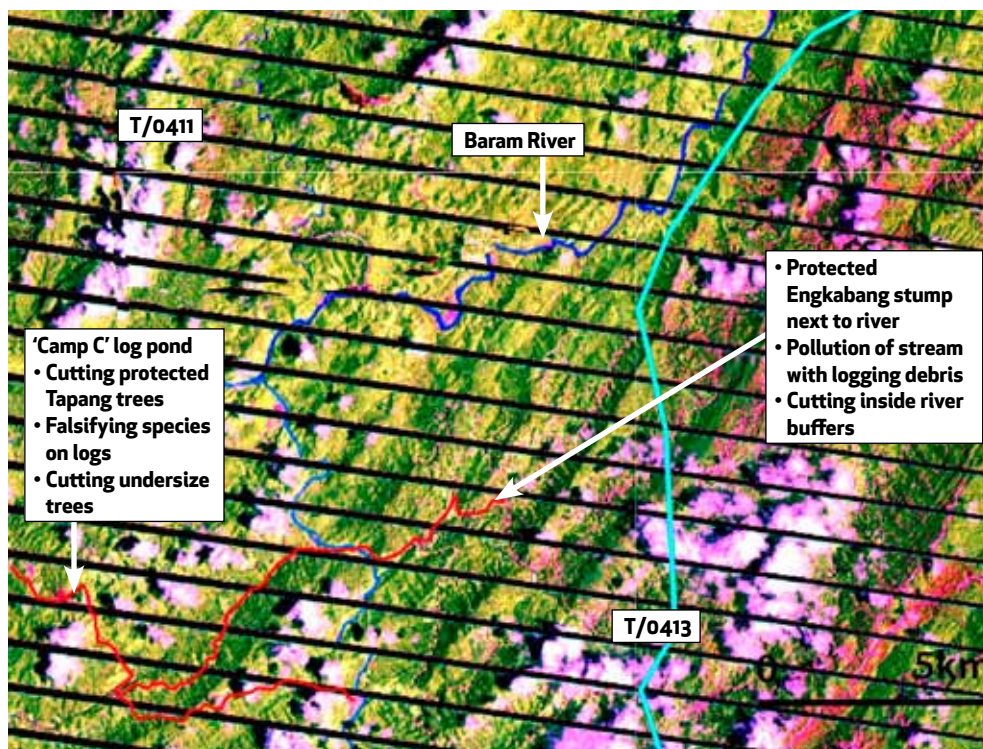 T/0411
Baram River
• Protected
Engkabang stump
next to river
• Pollution of stream
with logging debris
• Cutting inside river
buffers
‘Camp C’ log pond
• Cutting protected
Tapang trees
• Falsifying species
on logs
• Cutting undersize
trees
T/0413
0 5km